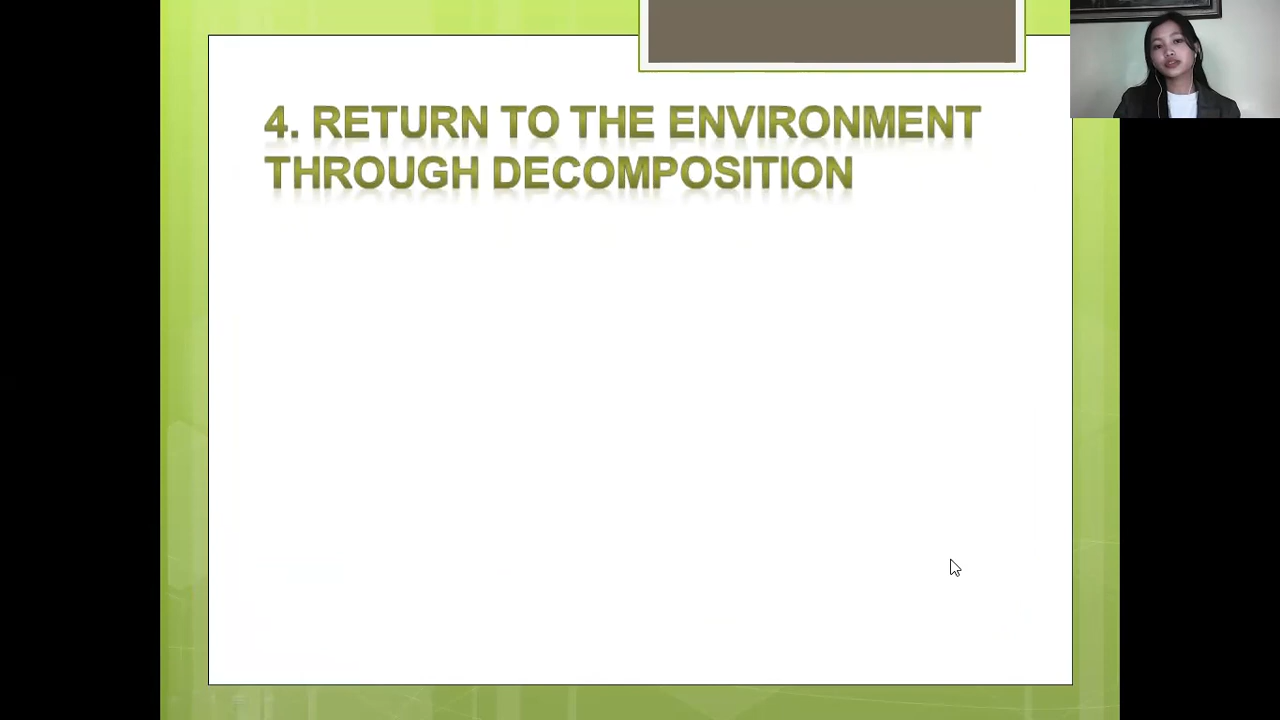 4. RETURN TO THE ENVIRONMENT
THROUGH DECOMPOSITION